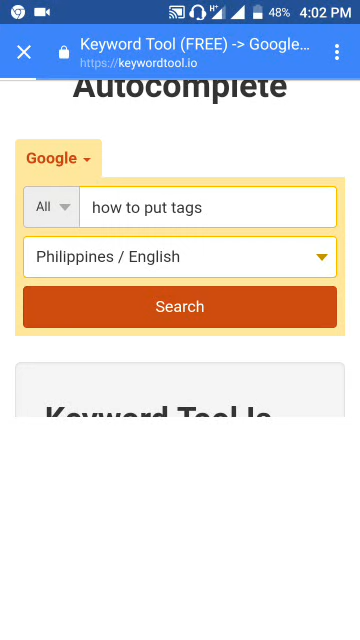 H+ 48% 4:02 PM
Keyword Tool (FREE) -> Google...
https://keywordtool.io
Autocomplete
Google
All how to put tags
Philippines / English
Search
Keyword Tool Is